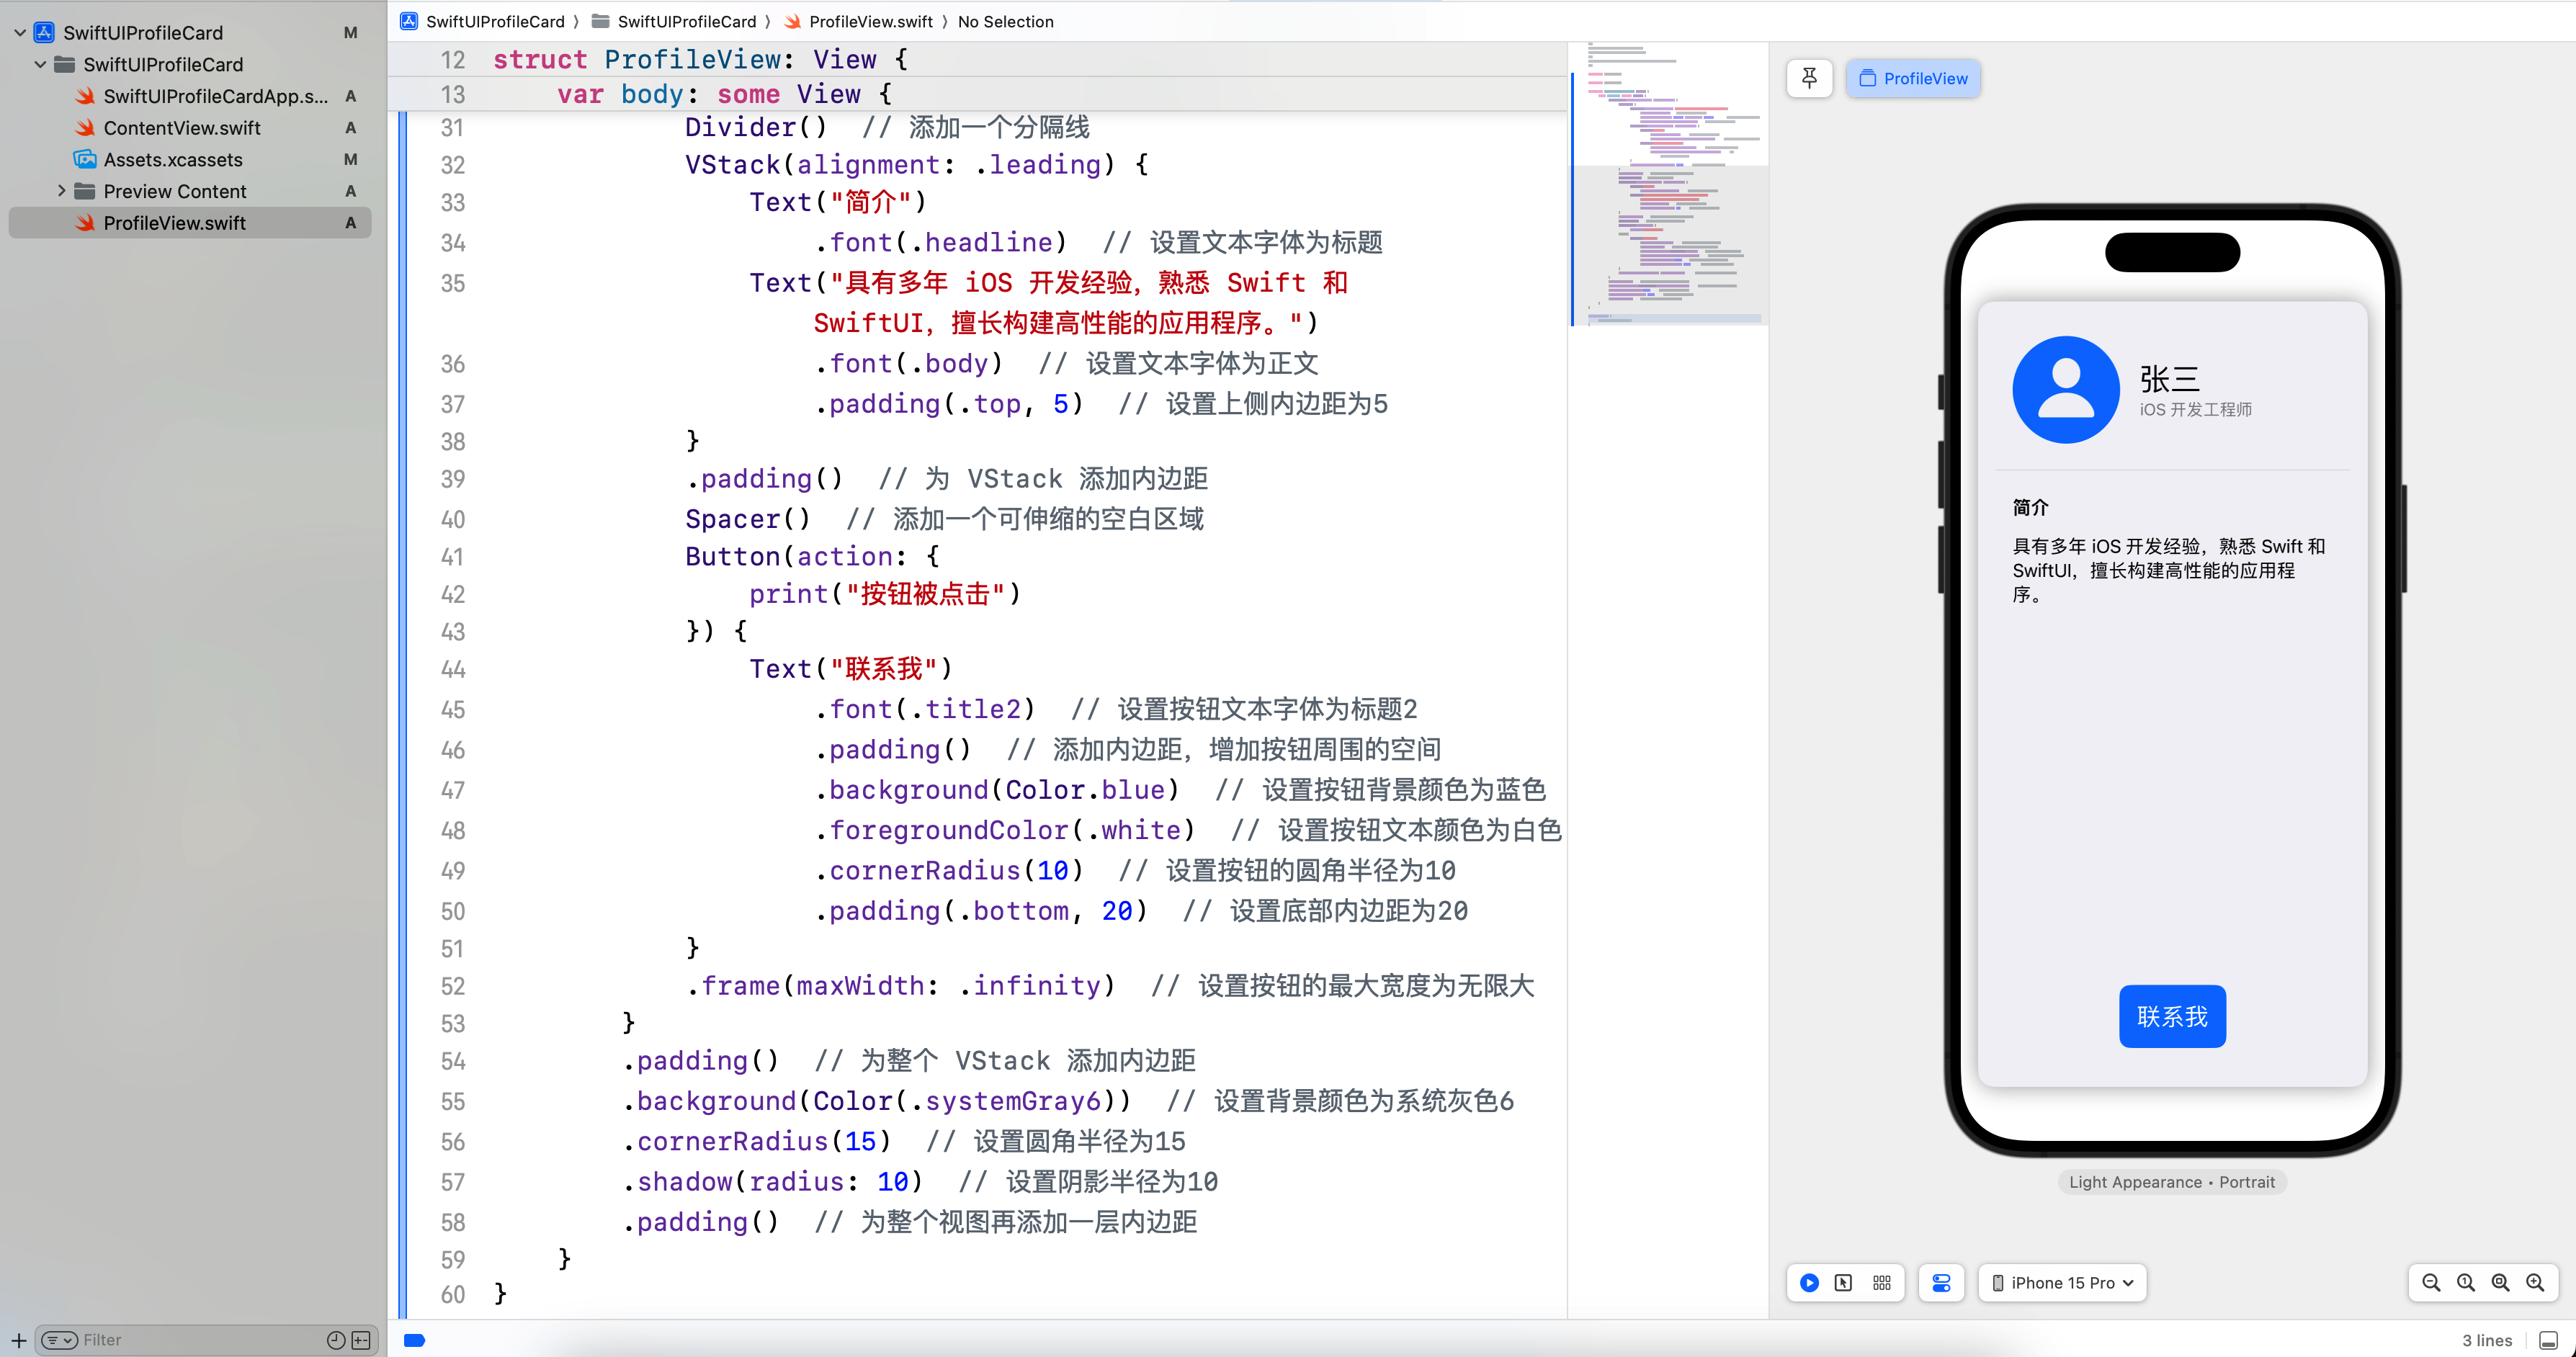 SwiftUIProfileCard M
SwiftUIProfileCard
SwiftUIProfileCardApp.s... A
ContentView.swift A
Assets.xcassets M
Preview Content A
ProfileView.swift A
Filter
SwiftUIProfileCard 〉 SwiftUIProfileCard 〉 ProfileView.swift 〉 No Selection
12 struct ProfileView: View {
13 var body: some View {
31 Divider() // 添加一个分隔线
32 VStack(alignment: .leading) {
33 Text("简介")
34 .font(.headline) // 设置文本字体为标题
35 Text("具有多年 iOS 开发经验，熟悉 Swift 和
SwiftUI，擅长构建高性能的应用程序。")
36 .font(.body) // 设置文本字体为正文
37 .padding(.top, 5) // 设置上侧内边距为5
38 }
39 .padding() // 为 VStack 添加内边距
40 Spacer() // 添加一个可伸缩的空白区域
41 Button(action: {
42 print("按钮被点击")
43 }) {
44 Text("联系我")
45 .font(.title2) // 设置按钮文本字体为标题2
46 .padding() // 添加内边距，增加按钮周围的空间
47 .background(Color.blue) // 设置按钮背景颜色为蓝色
48 .foregroundColor(.white) // 设置按钮文本颜色为白色
49 .cornerRadius(10) // 设置按钮的圆角半径为10
50 .padding(.bottom, 20) // 设置底部内边距为20
51 }
52 .frame(maxWidth: .infinity) // 设置按钮的最大宽度为无限大
53 }
54 .padding() // 为整个 VStack 添加内边距
55 .background(Color(.systemGray6)) // 设置背景颜色为系统灰色6
56 .cornerRadius(15) // 设置圆角半径为15
57 .shadow(radius: 10) // 设置阴影半径为10
58 .padding() // 为整个视图再添加一层内边距
59 }
60 }
ProfileView
张三
iOS 开发工程师
简介
具有多年 iOS 开发经验，熟悉 Swift 和
SwiftUI，擅长构建高性能的应用程
序。
联系我
Light Appearance • Portrait
iPhone 15 Pro
3 lines